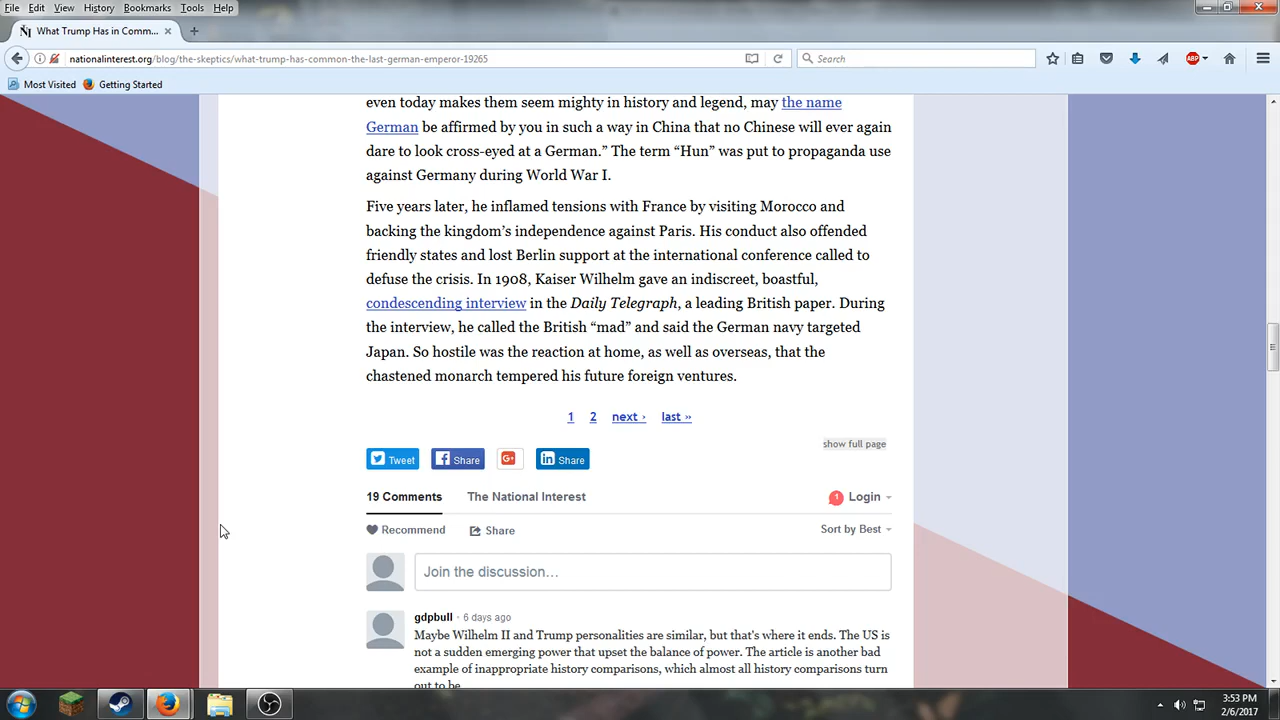 File Edit View History Bookmarks Tools Help
What Trump Has in Comm...
nationalinterest.org/blog/the-skeptics/what-trump-has-common-the-last-german-emperor-19265
Search
ABP
Most Visited Getting Started
even today makes them seem mighty in history and legend, may the name
German be affirmed by you in such a way in China that no Chinese will ever again
dare to look cross-eyed at a German.” The term “Hun” was put to propaganda use
against Germany during World War I.
Five years later, he inflamed tensions with France by visiting Morocco and
backing the kingdom’s independence against Paris. His conduct also offended
friendly states and lost Berlin support at the international conference called to
defuse the crisis. In 1908, Kaiser Wilhelm gave an indiscreet, boastful,
condescending interview in the Daily Telegraph, a leading British paper. During
the interview, he called the British “mad” and said the German navy targeted
Japan. So hostile was the reaction at home, as well as overseas, that the
chastened monarch tempered his future foreign ventures.
1 2 next › last »
show full page
Tweet Share G+ in Share
19 Comments The National Interest 1 Login
Recommend Share Sort by Best
Join the discussion…
gdpbull · 6 days ago
Maybe Wilhelm II and Trump personalities are similar, but that's where it ends. The US is
not a sudden emerging power that upset the balance of power. The article is another bad
example of inappropriate history comparisons, which almost all history comparisons turn
out to be
3:53 PM
2/6/2017